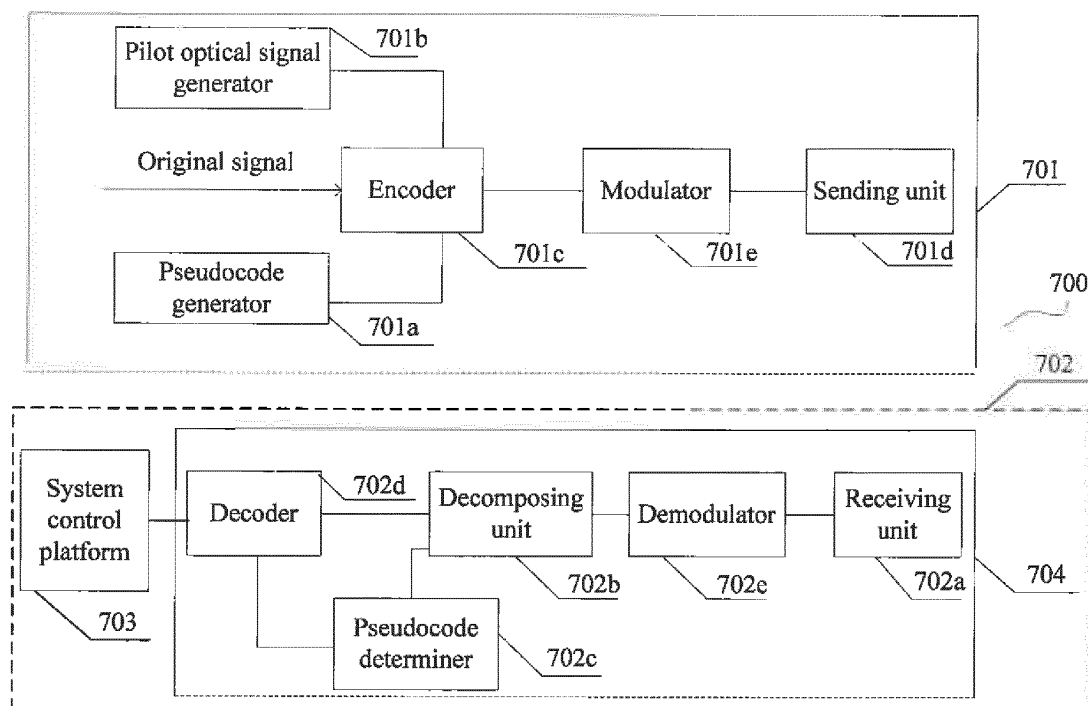 Pilot optical signal
generator
701b
Original signal
Encoder
701c
Modulator
701e
Sending unit
701d
701
Pseudocode
generator
701a
700
702
System
control
platform
703
Decoder
702d
Decomposing
unit
702b
Demodulator
702e
Receiving
unit
702a
704
Pseudocode
determiner
702c